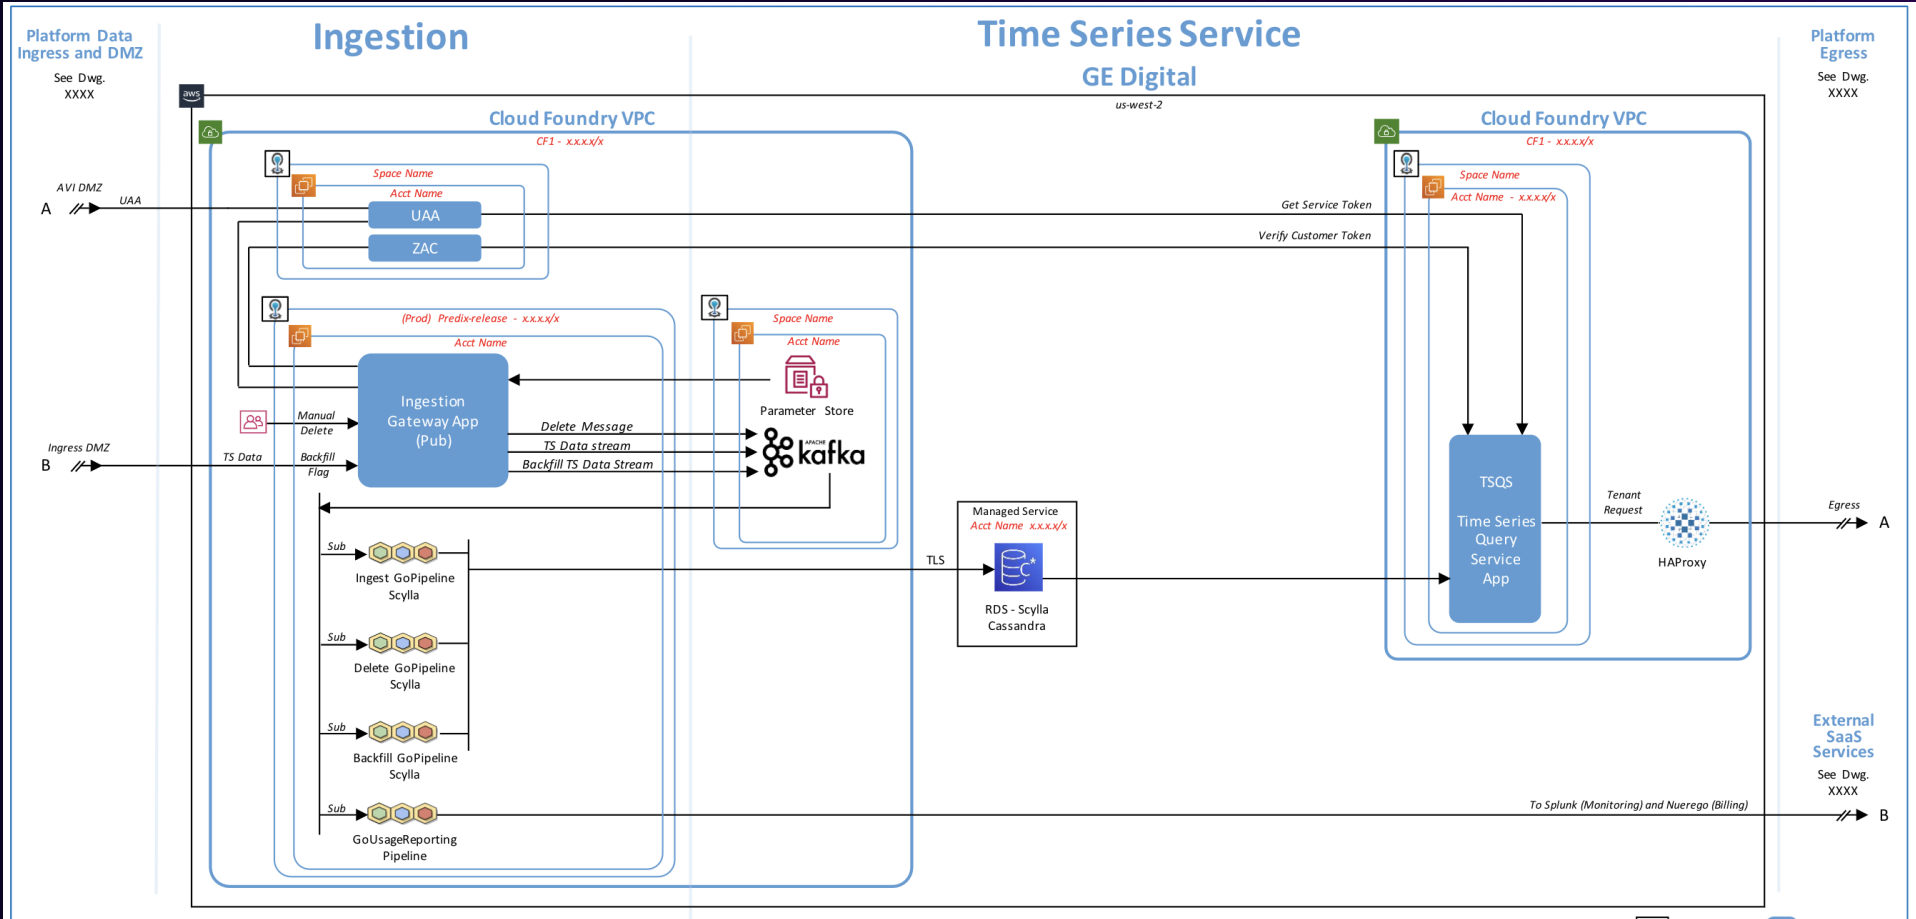 Platform Data
Ingress and DMZ
See Dwg.
XXXX
Ingestion
Time Series Service
GE Digital
Platform
Egress
See Dwg.
XXXX
aws
us-west-2
Cloud Foundry VPC
CF1 - x.x.x.x/x
Cloud Foundry VPC
CF1 - x.x.x.x/x
Space Name
Acct Name
Space Name
Acct Name - x.x.x.x/x
AVI DMZ
A
UAA
UAA
Get Service Token
ZAC
Verify Customer Token
(Prod) Predix-release - x.x.x.x/x
Acct Name
Space Name
Acct Name
Ingestion
Gateway App
(Pub)
Parameter Store
Manual
Delete
Delete Message
TS Data stream
Backfill TS Data Stream
APACHE
kafka
Ingress DMZ
B
TS Data
Backfill
Flag
Managed Service
Acct Name x.x.x.x/x
TLS
RDS - Scylla
Cassandra
TSQS
Time Series
Query
Service
App
Tenant
Request
HAProxy
Egress
A
Sub
Ingest GoPipeline
Scylla
Sub
Delete GoPipeline
Scylla
Sub
Backfill GoPipeline
Scylla
Sub
GoUsageReporting
Pipeline
External
SaaS
Services
See Dwg.
XXXX
To Splunk (Monitoring) and Nuerego (Billing)
B